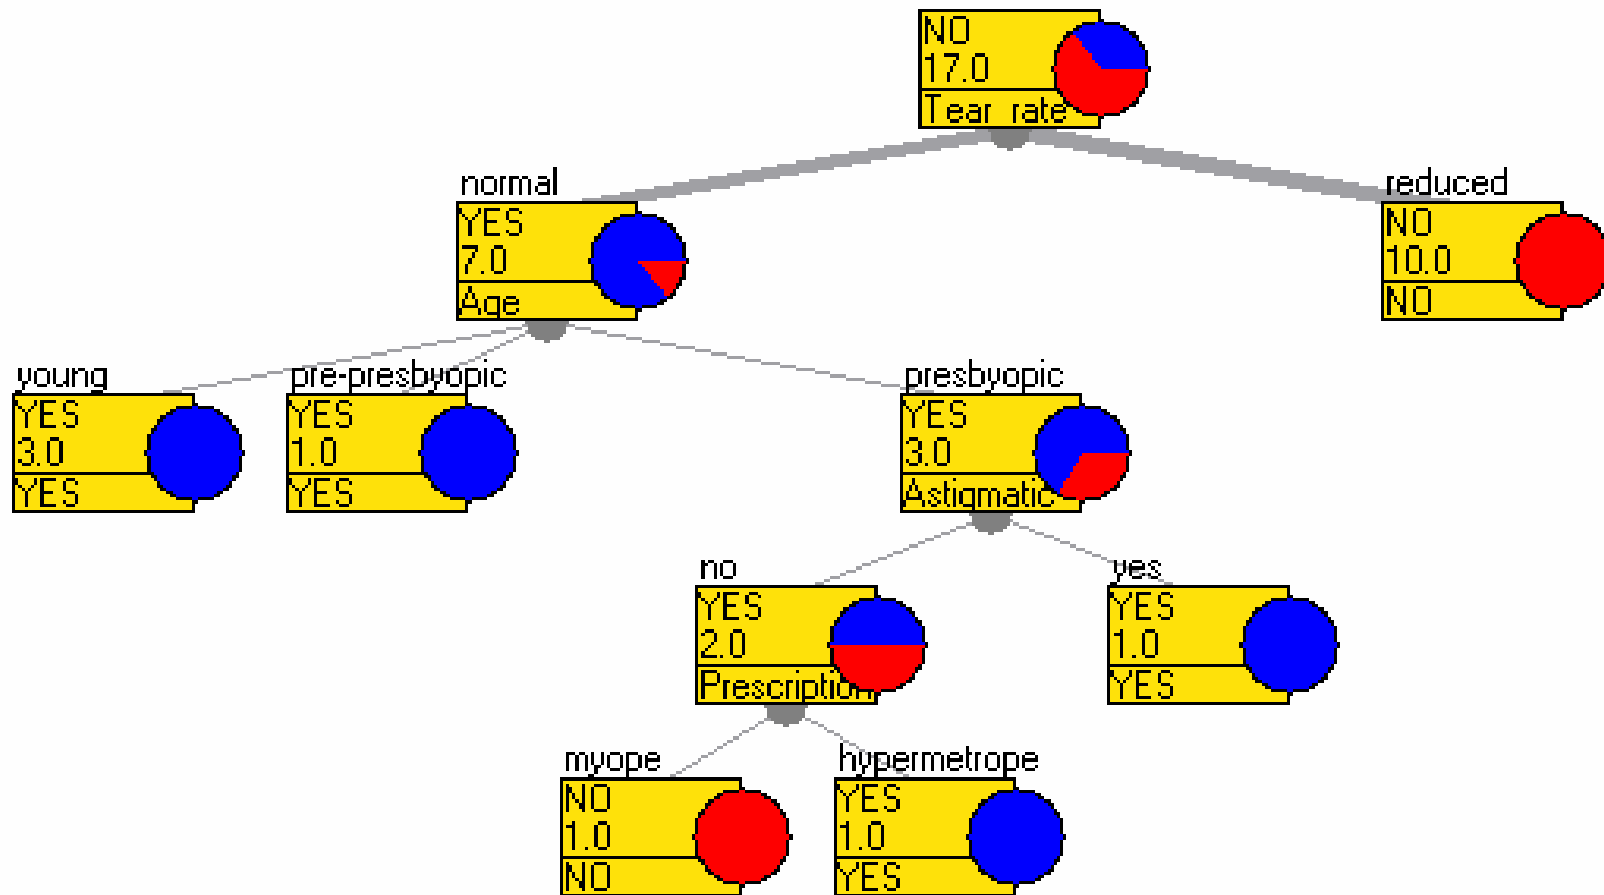 NO
17.0
Tear rate
normal
YES
7.0
Age
reduced
NO
10.0
NO
young
YES
3.0
YES
pre-presbyopic
YES
1.0
YES
presbyopic
YES
3.0
Astigmatic
no
YES
2.0
Prescription
yes
YES
1.0
YES
myope
NO
1.0
NO
hypermetrope
YES
1.0
YES